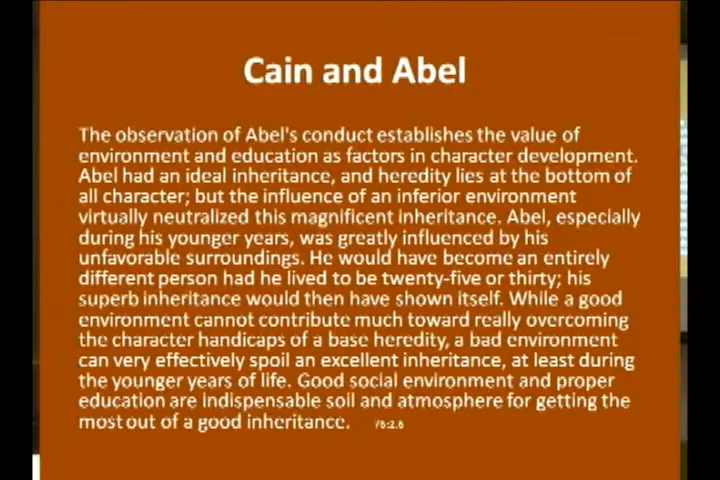 Cain and Abel
The observation of Abel's conduct establishes the value of
environment and education as factors in character development.
Abel had an ideal inheritance, and heredity lies at the bottom of
all character; but the influence of an inferior environment
virtually neutralized this magnificent inheritance. Abel, especially
during his younger years, was greatly influenced by his
unfavorable surroundings. He would have become an entirely
different person had he lived to be twenty-five or thirty; his
superb inheritance would then have shown itself. While a good
environment cannot contribute much toward really overcoming
the character handicaps of a base heredity, a bad environment
can very effectively spoil an excellent inheritance, at least during
the younger years of life. Good social environment and proper
education are indispensable soil and atmosphere for getting the
most out of a good inheritance. 76:2.6